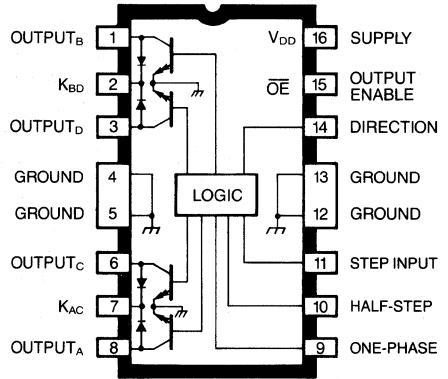 OUTPUTB 1 VDD 16 SUPPLY
KBD 2 OE 15 OUTPUT ENABLE
OUTPUTD 3 14 DIRECTION
GROUND 4 13 GROUND
LOGIC
GROUND 5 12 GROUND
OUTPUTC 6 11 STEP INPUT
KAC 7 10 HALF-STEP
OUTPUTA 8 9 ONE-PHASE